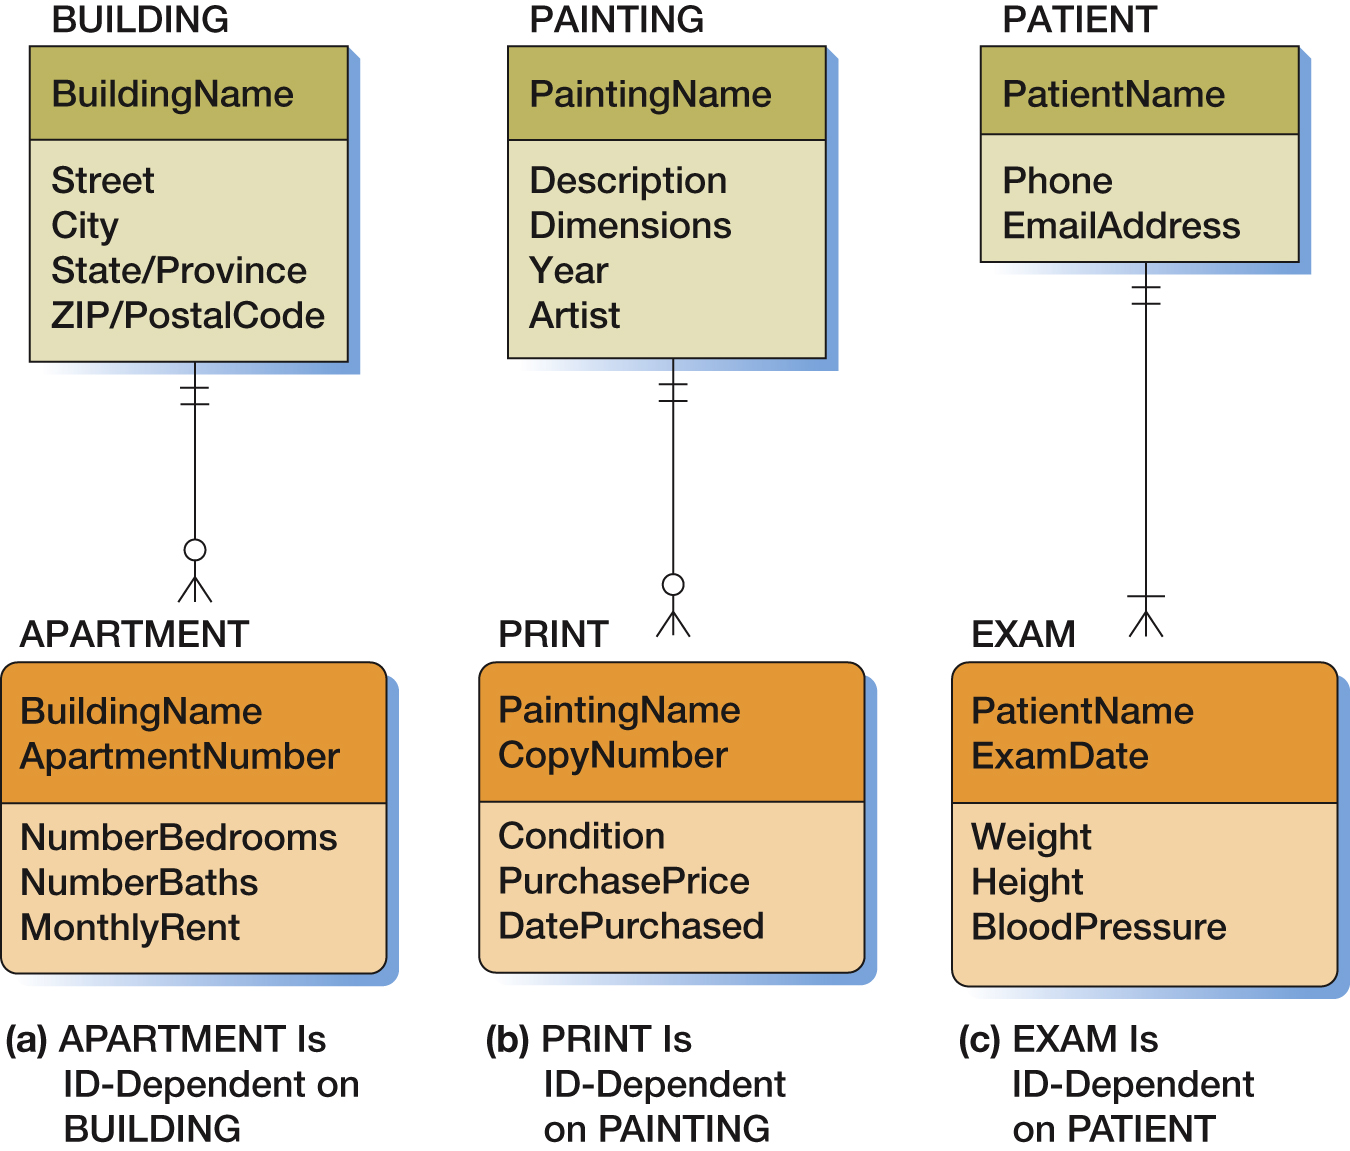 BUILDING
BuildingName
Street
City
State/Province
ZIP/PostalCode
APARTMENT
BuildingName
ApartmentNumber
NumberBedrooms
NumberBaths
MonthlyRent
(a) APARTMENT Is
ID-Dependent on
BUILDING
PAINTING
PaintingName
Description
Dimensions
Year
Artist
PRINT
PaintingName
CopyNumber
Condition
PurchasePrice
DatePurchased
(b) PRINT Is
ID-Dependent
on PAINTING
PATIENT
PatientName
Phone
EmailAddress
EXAM
PatientName
ExamDate
Weight
Height
BloodPressure
(c) EXAM Is
ID-Dependent
on PATIENT